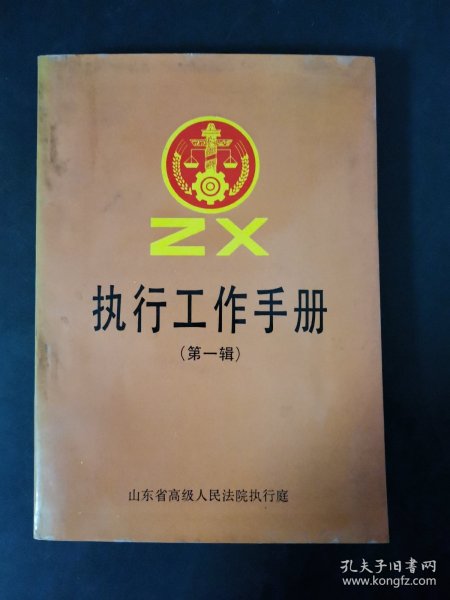 ZX
执行工作手册
(第一辑)
山东省高级人民法院执行庭
孔夫子旧书网
www.kongfz.com